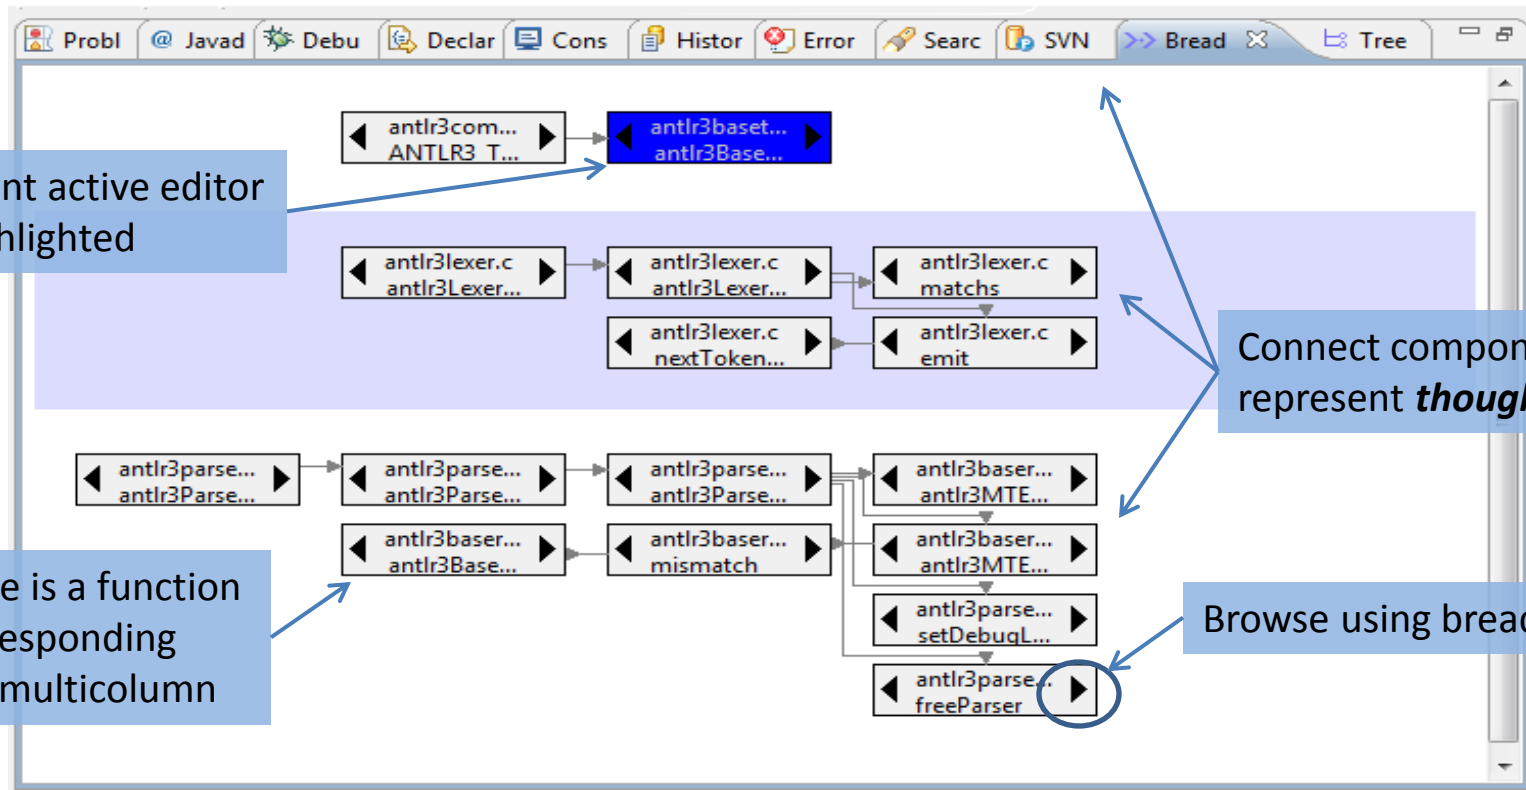 Probl @ Javad Debu Declar Cons Histor Error Searc SVN Bread Tree
antlr3com...
ANTLR3_T...
antlr3baset...
antlr3Base...
nt active editor
hlighted
antlr3lexer.c
antlr3Lexer...
antlr3lexer.c
antlr3Lexer...
antlr3lexer.c
matchs
antlr3lexer.c
nextToken...
antlr3lexer.c
emit
Connect compon
represent though
antlr3parse...
antlr3Parse...
antlr3parse...
antlr3Parse...
antlr3parse...
antlr3Parse...
antlr3baser...
antlr3MTE...
antlr3baser...
antlr3Base...
antlr3baser...
mismatch
antlr3baser...
antlr3MTE...
e is a function
esponding
multicolumn
antlr3parse...
setDebugL...
Browse using bread
antlr3parse...
freeParser